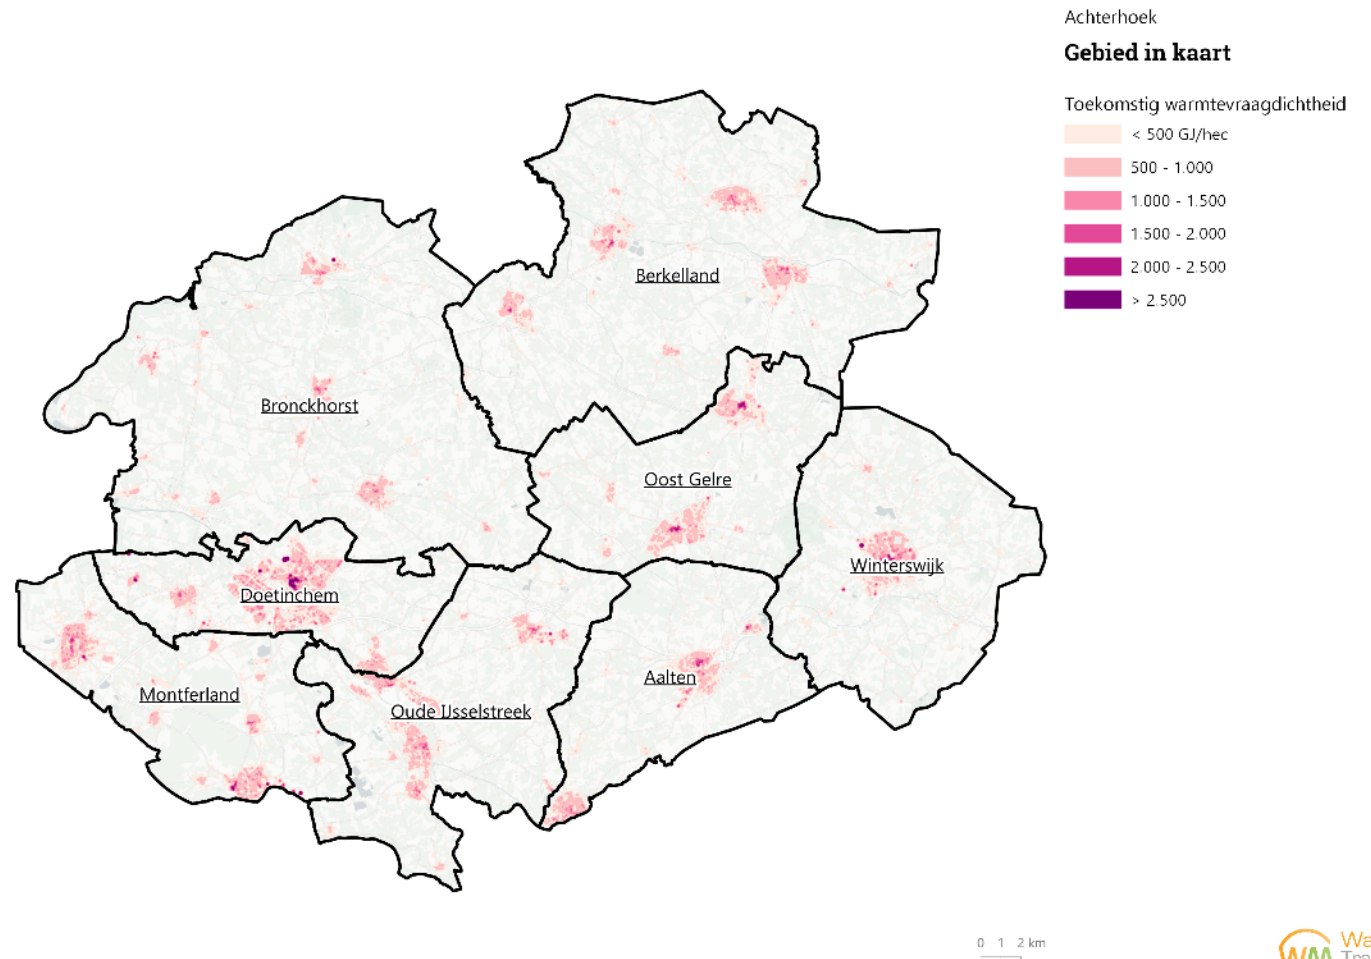 Achterhoek
Gebied in kaart
Toekomstig warmtevraagdichtheid
< 500 GJ/hec
500 - 1.000
1.000 - 1.500
1.500 - 2.000
2.000 - 2.500
> 2.500
Berkelland
Bronckhorst
Oost Gelre
Winterswijk
Doetinchem
Aalten
Montferland
Oude IJsselstreek
0 1 2 km